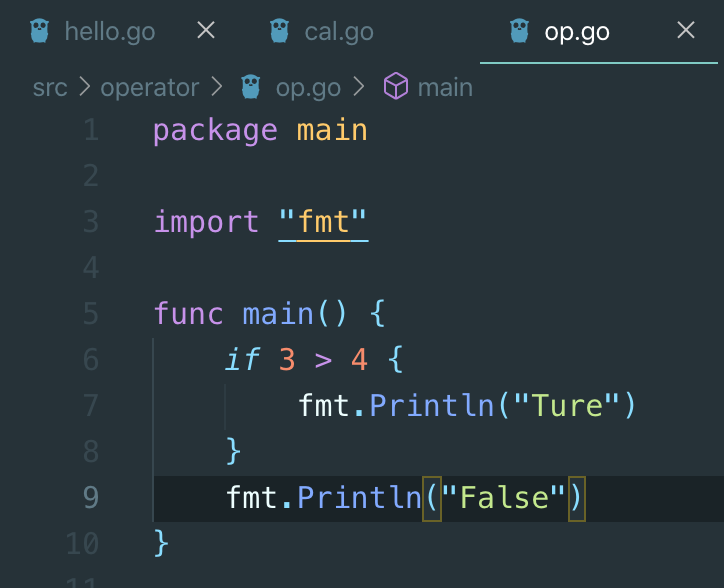 hello.go cal.go op.go
src > operator > op.go > main
1 package main
2
3 import "fmt"
4
5 func main() {
6 if 3 > 4 {
7 fmt.Println("Ture")
8 }
9 fmt.Println("False")
10 }
11